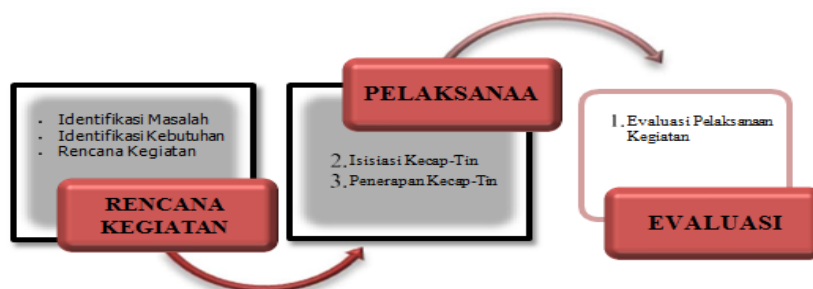 • Identifikasi Masalah
• Identifikasi Kebutuhan
• Rencana Kegiatan
RENCANA
KEGIATAN
PELAKSANAA
2. Isisiasi Kecap-Tin
3. Penerapan Kecap-Tin
1. Evaluasi Pelaksanaan
Kegiatan
EVALUASI